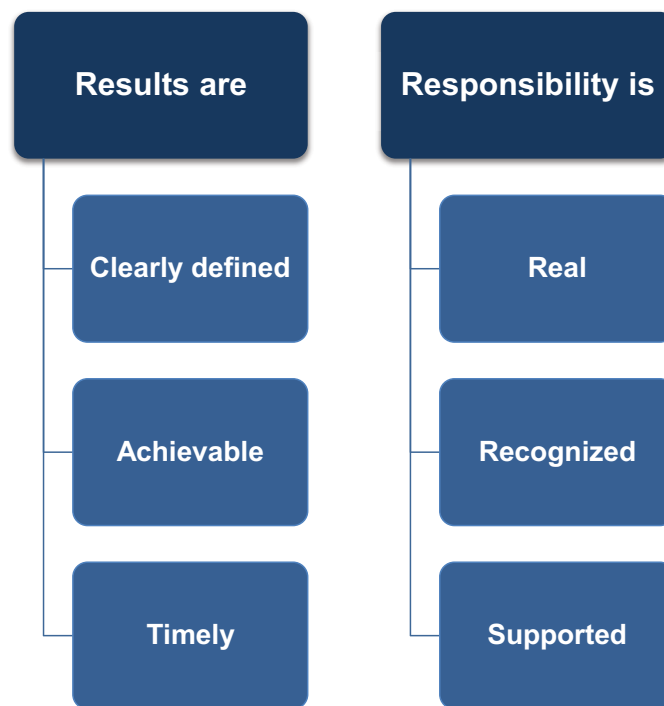 Results are
Clearly defined
Achievable
Timely
Responsibility is
Real
Recognized
Supported